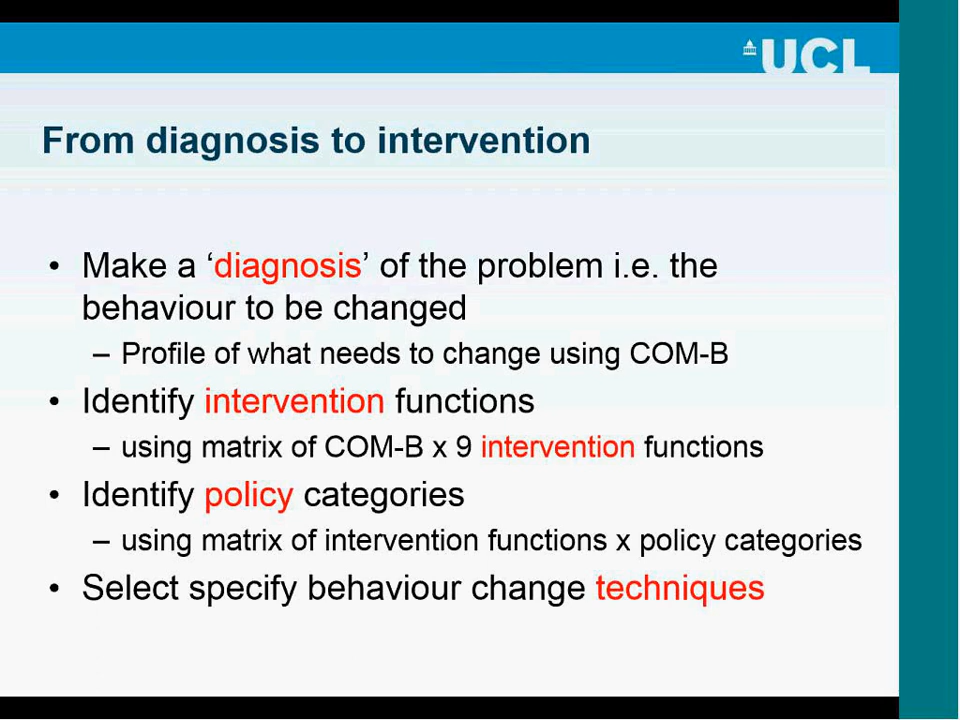 UCL
From diagnosis to intervention
• Make a ‘diagnosis’ of the problem i.e. the
behaviour to be changed
– Profile of what needs to change using COM-B
• Identify intervention functions
– using matrix of COM-B x 9 intervention functions
• Identify policy categories
– using matrix of intervention functions x policy categories
• Select specify behaviour change techniques